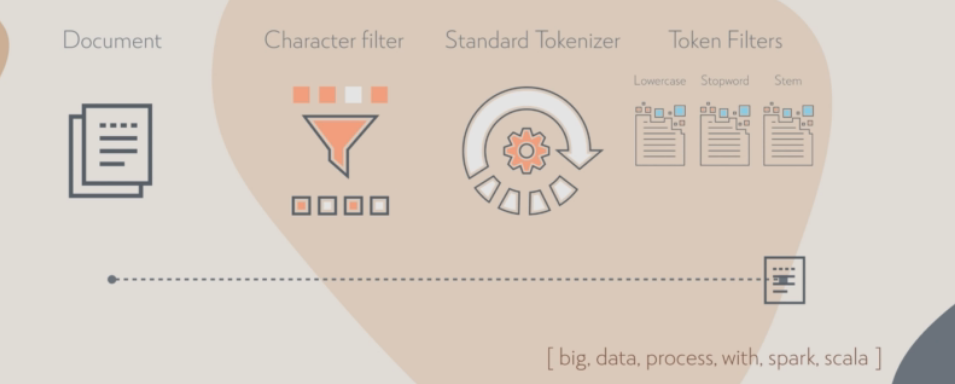 Document Character filter Standard Tokenizer Token Filters
Lowercase Stopword Stem
[ big, data, process, with, spark, scala ]